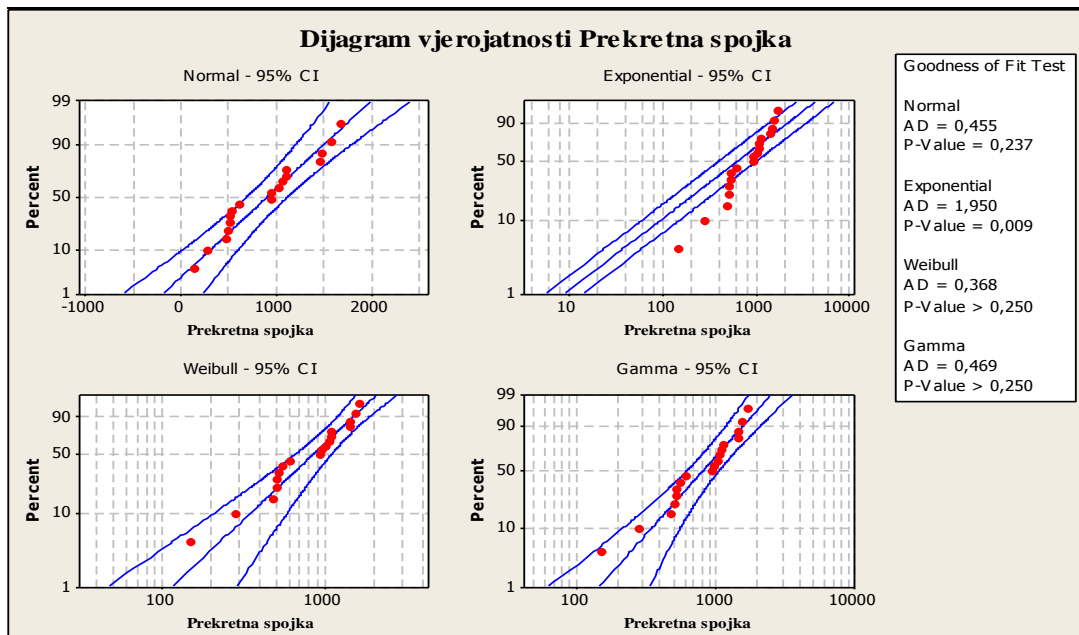 Dijagram vjerojatnosti Prekretna spojka
Normal - 95% CI
Percent
99
90
50
10
1
-1000 0 1000 2000
Prekretna spojka
Exponential - 95% CI
Percent
90
50
10
1
10 100 1000 10000
Prekretna spojka
Weibull - 95% CI
Percent
90
50
10
1
100 1000
Prekretna spojka
Gamma - 95% CI
Percent
99
90
50
10
1
100 1000 10000
Prekretna spojka
Goodness of Fit Test
Normal
AD = 0,455
P-Value = 0,237
Exponential
AD = 1,950
P-Value = 0,009
Weibull
AD = 0,368
P-Value > 0,250
Gamma
AD = 0,469
P-Value > 0,250